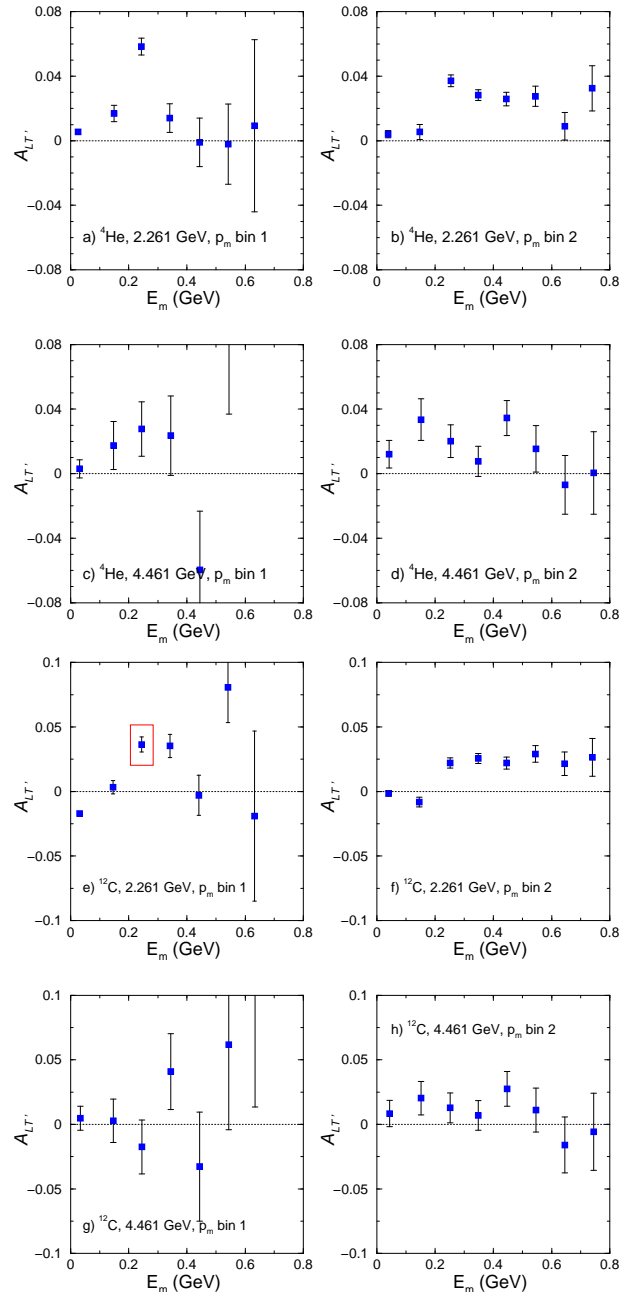 0.08
0.04
0
−0.04
−0.08
A_{LT'}
a) ⁴He, 2.261 GeV, p_m bin 1
0 0.2 0.4 0.6 0.8
E_m (GeV)
0.08
0.04
0
−0.04
−0.08
A_{LT'}
b) ⁴He, 2.261 GeV, p_m bin 2
0 0.2 0.4 0.6 0.8
E_m (GeV)
0.08
0.04
0
−0.04
−0.08
A_{LT'}
c) ⁴He, 4.461 GeV, p_m bin 1
0 0.2 0.4 0.6 0.8
E_m (GeV)
0.08
0.04
0
−0.04
−0.08
A_{LT'}
d) ⁴He, 4.461 GeV, p_m bin 2
0 0.2 0.4 0.6 0.8
E_m (GeV)
0.1
0.05
0
−0.05
−0.1
A_{LT'}
e) ¹²C, 2.261 GeV, p_m bin 1
0 0.2 0.4 0.6 0.8
E_m (GeV)
0.1
0.05
0
−0.05
−0.1
A_{LT'}
f) ¹²C, 2.261 GeV, p_m bin 2
0 0.2 0.4 0.6 0.8
E_m (GeV)
0.1
0.05
0
−0.05
−0.1
A_{LT'}
g) ¹²C, 4.461 GeV, p_m bin 1
0 0.2 0.4 0.6 0.8
E_m (GeV)
0.1
0.05
0
−0.05
−0.1
A_{LT'}
h) ¹²C, 4.461 GeV, p_m bin 2
0 0.2 0.4 0.6 0.8
E_m (GeV)